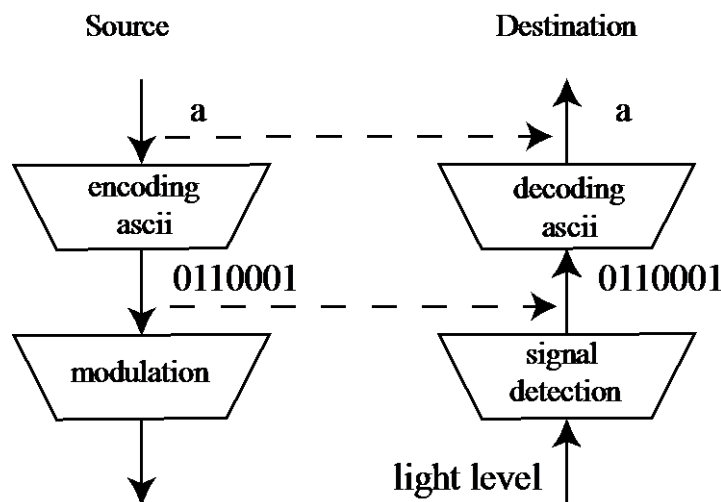 Source
Destination
a
a
encoding
ascii
decoding
ascii
0110001
0110001
modulation
signal
detection
light level